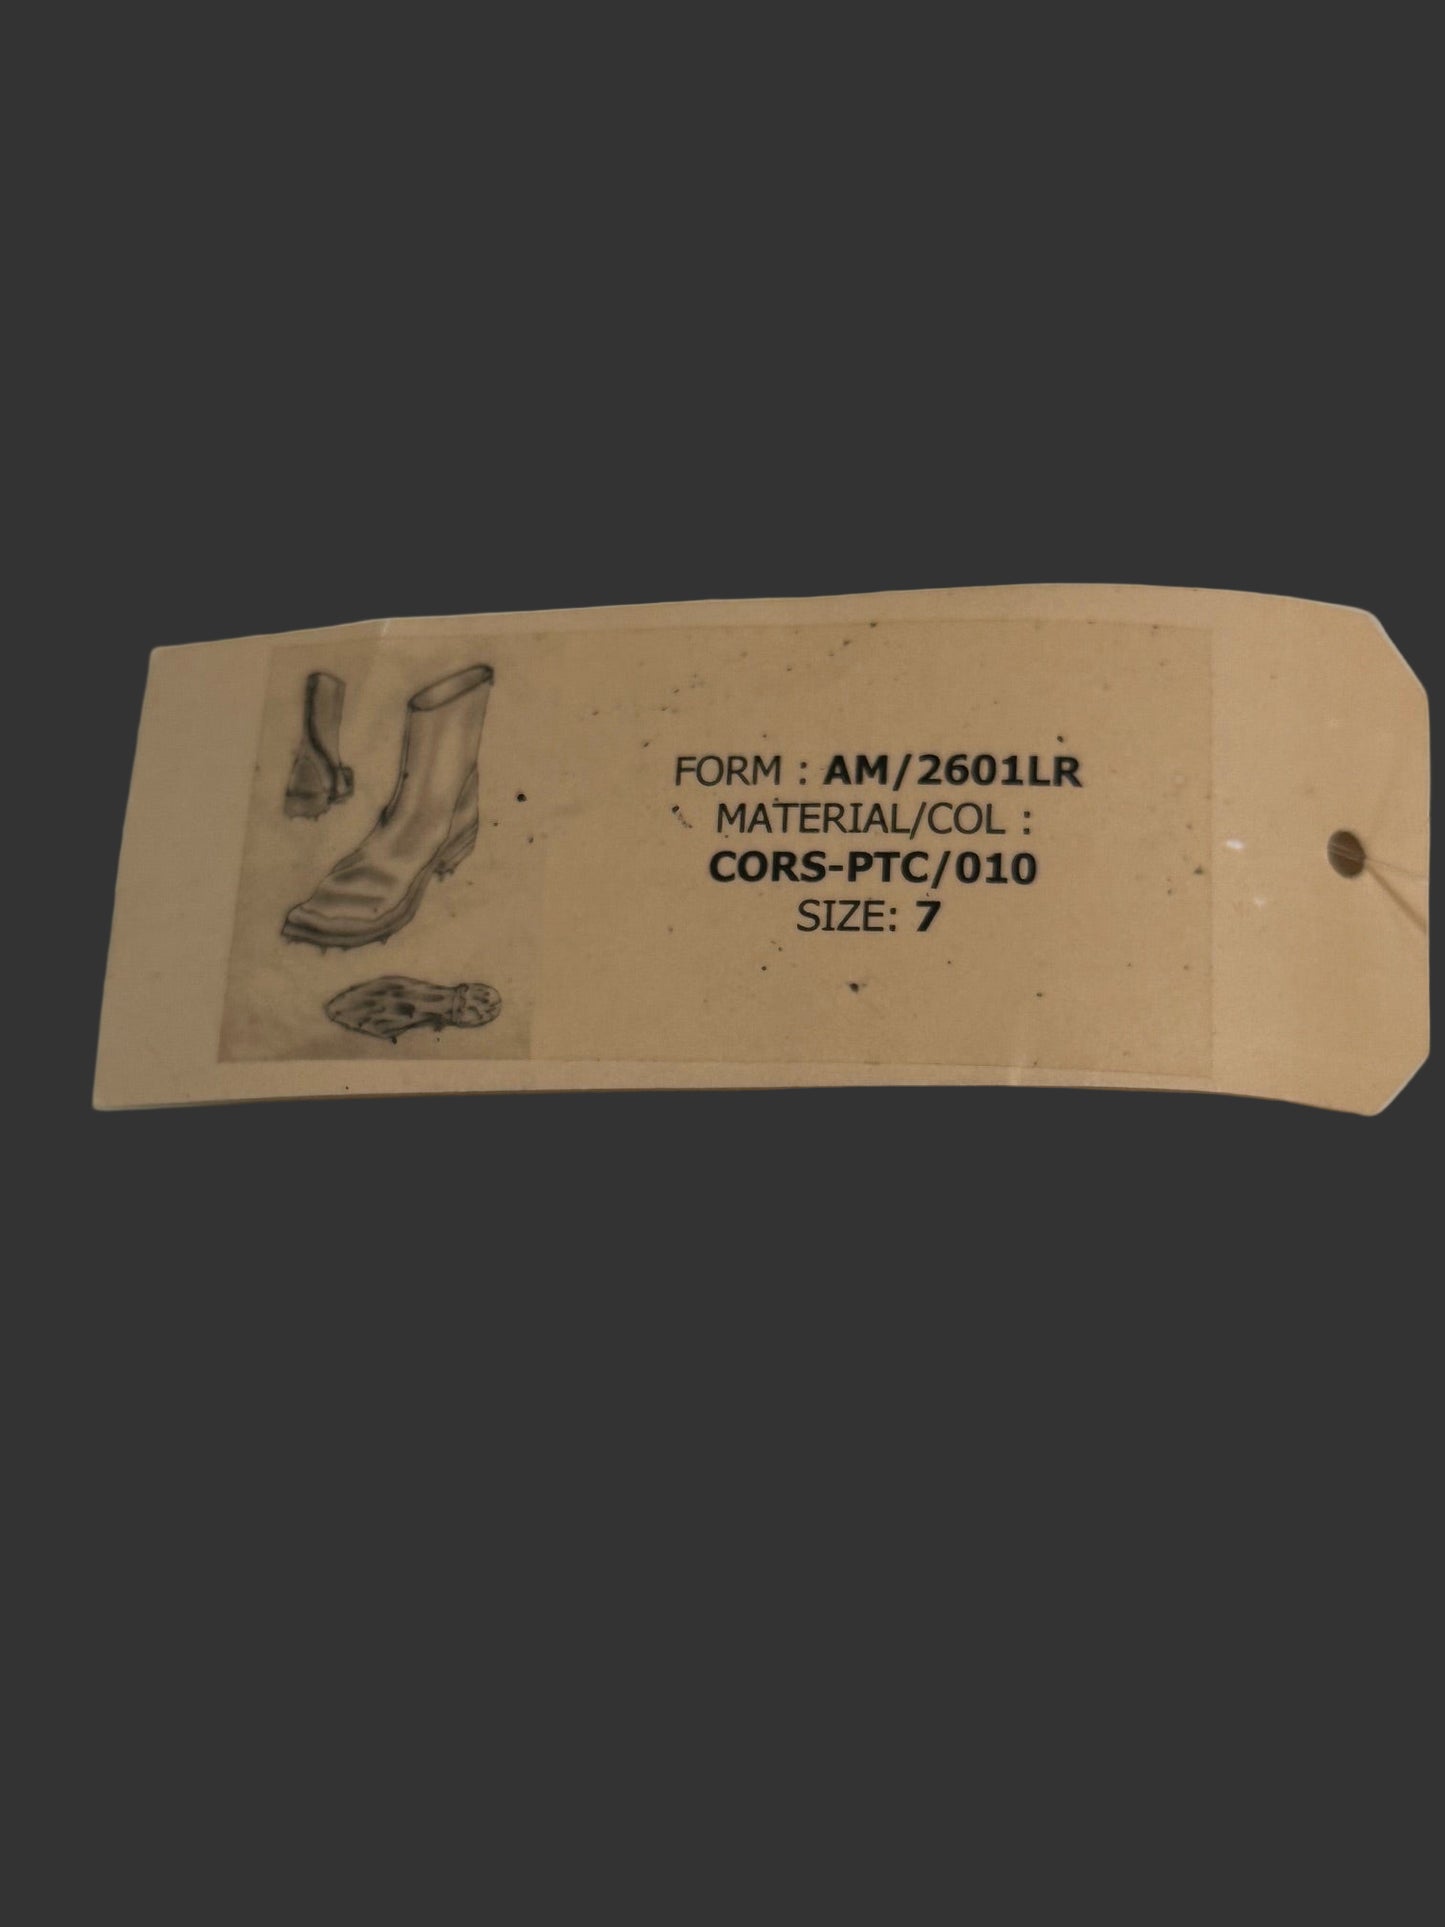 FORM : AM/2601LR
MATERIAL/COL :
CORS-PTC/010
SIZE: 7